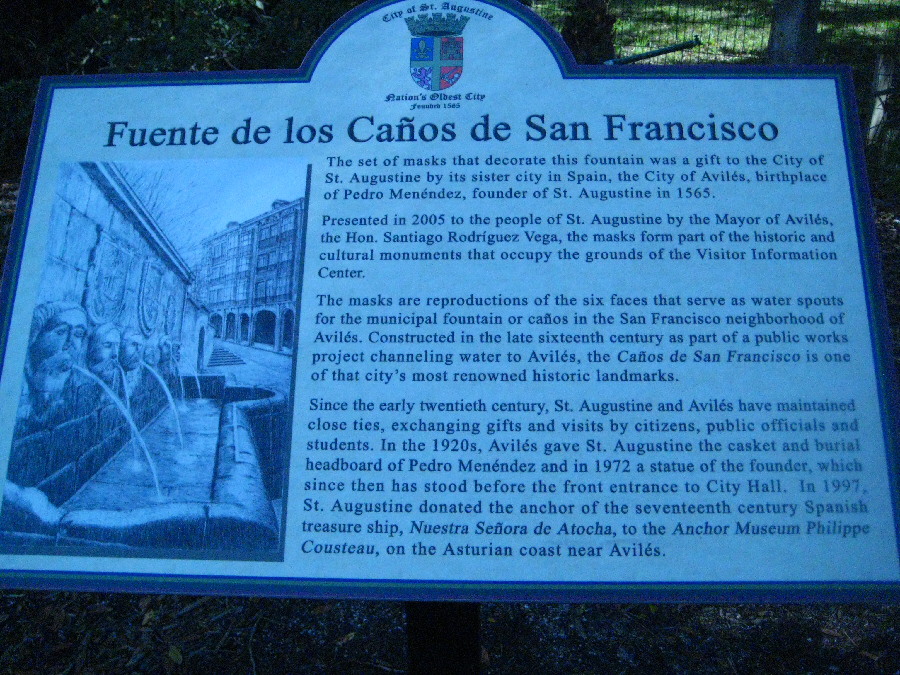 City of St. Augustine
Nation's Oldest City
Founded 1565
Fuente de los Caños de San Francisco
The set of masks that decorate this fountain was a gift to the City of
St. Augustine by its sister city in Spain, the City of Avilés, birthplace
of Pedro Menéndez, founder of St. Augustine in 1565.
Presented in 2005 to the people of St. Augustine by the Mayor of Avilés,
the Hon. Santiago Rodríguez Vega, the masks form part of the historic and
cultural monuments that occupy the grounds of the Visitor Information
Center.
The masks are reproductions of the six faces that serve as water spouts
for the municipal fountain or caños in the San Francisco neighborhood of
Avilés. Constructed in the late sixteenth century as part of a public works
project channeling water to Avilés, the Caños de San Francisco is one
of that city's most renowned historic landmarks.
Since the early twentieth century, St. Augustine and Avilés have maintained
close ties, exchanging gifts and visits by citizens, public officials and
students. In the 1920s, Avilés gave St. Augustine the casket and burial
headboard of Pedro Menéndez and in 1972 a statue of the founder, which
since then has stood before the front entrance to City Hall. In 1997,
St. Augustine donated the anchor of the seventeenth century Spanish
treasure ship, Nuestra Señora de Atocha, to the Anchor Museum Philippe
Cousteau, on the Asturian coast near Avilés.